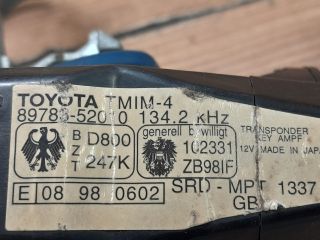 TOYOTA TMIM-4
89783-52010 134.2 kHz
B Z T D800 247K
generell bewilligt
102331
ZB98IF
TRANSPONDER
KEY AMPF
12V MADE IN JAPA
E 08 98 0602
SRD-MPT 1337
GB